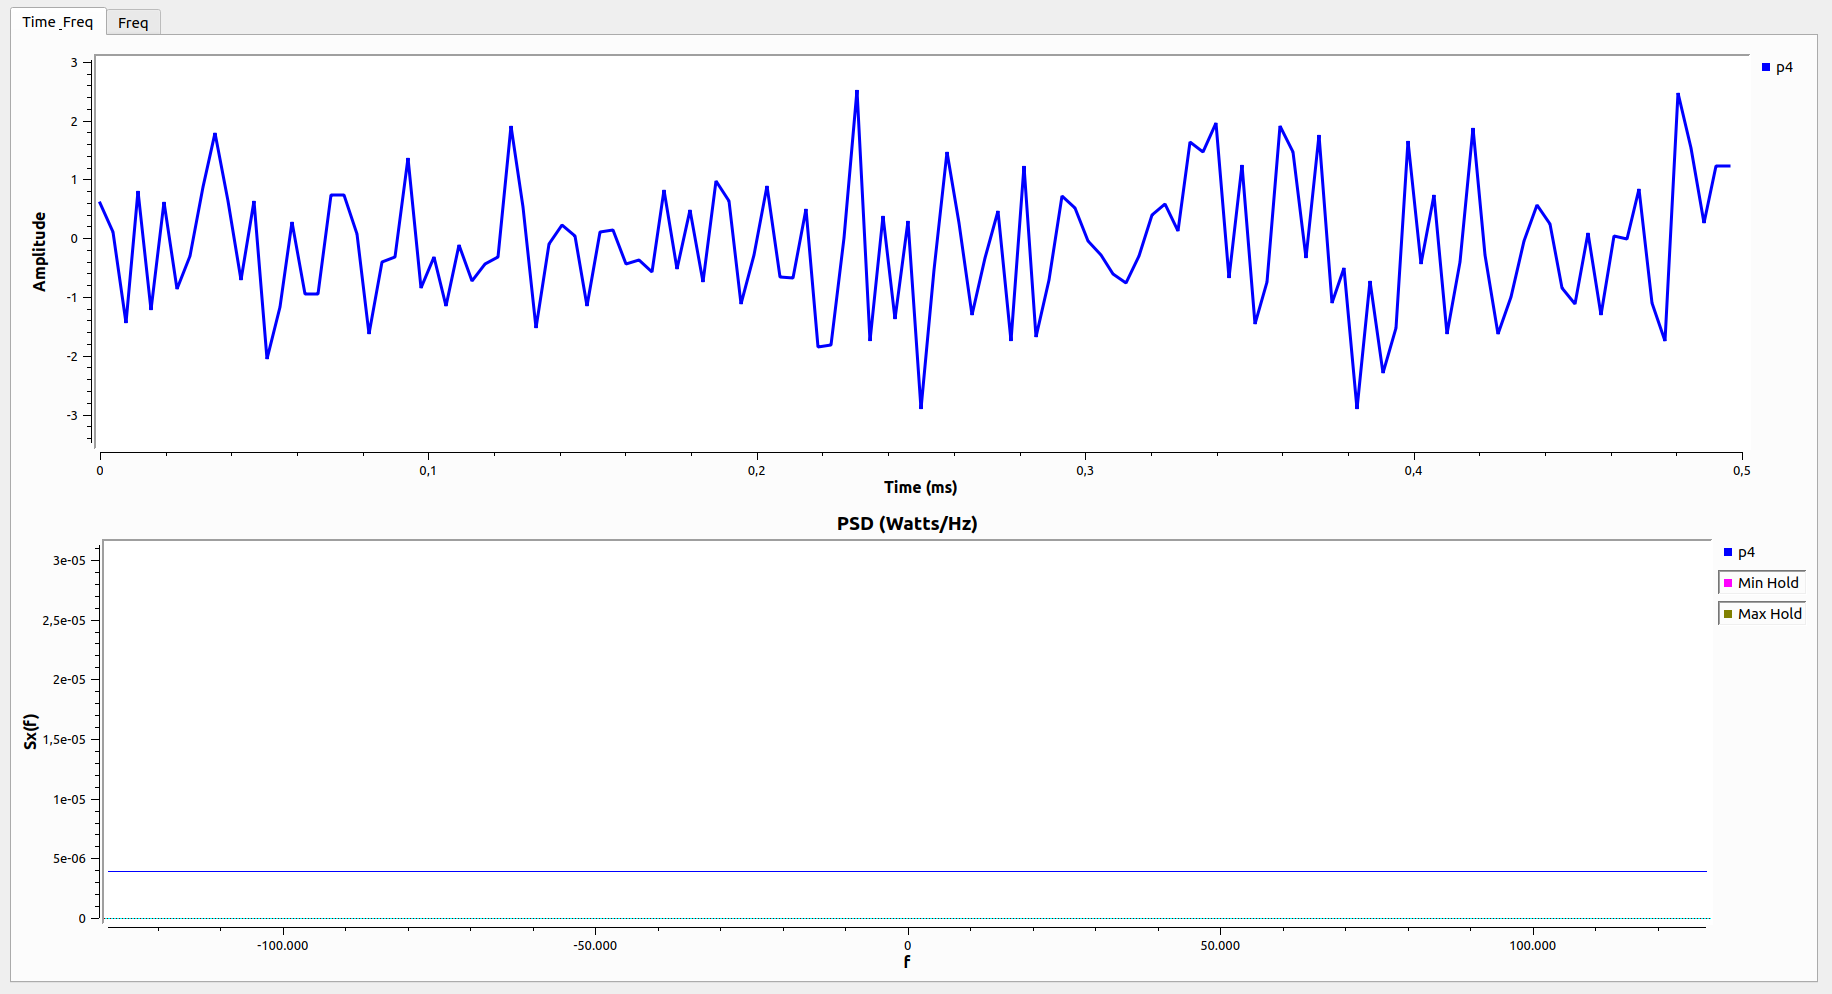 Time_Freq
Freq
3
2
1
0
-1
-2
-3
Amplitude
0
0,1
0,2
0,3
0,4
0,5
Time (ms)
p4
PSD (Watts/Hz)
3e-05
2,5e-05
2e-05
1,5e-05
1e-05
5e-06
0
Sx(f)
-100.000
-50.000
0
50.000
100.000
f
p4
Min Hold
Max Hold